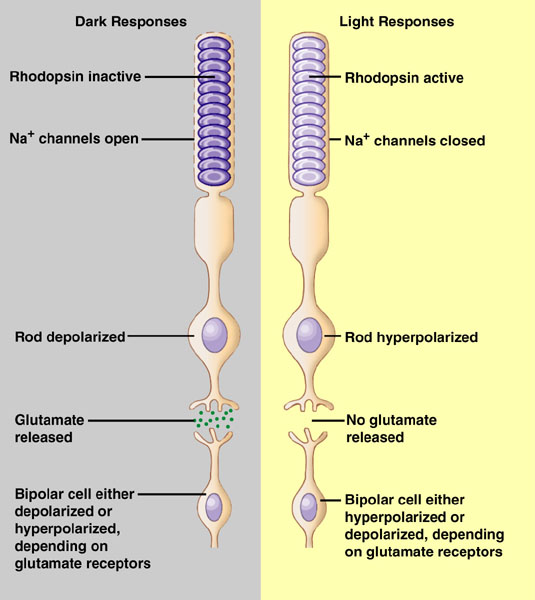 Dark Responses
Rhodopsin inactive
Na+ channels open
Rod depolarized
Glutamate
released
Bipolar cell either
depolarized or
hyperpolarized,
depending on
glutamate receptors
Light Responses
Rhodopsin active
Na+ channels closed
Rod hyperpolarized
No glutamate
released
Bipolar cell either
hyperpolarized or
depolarized, depending
on glutamate receptors